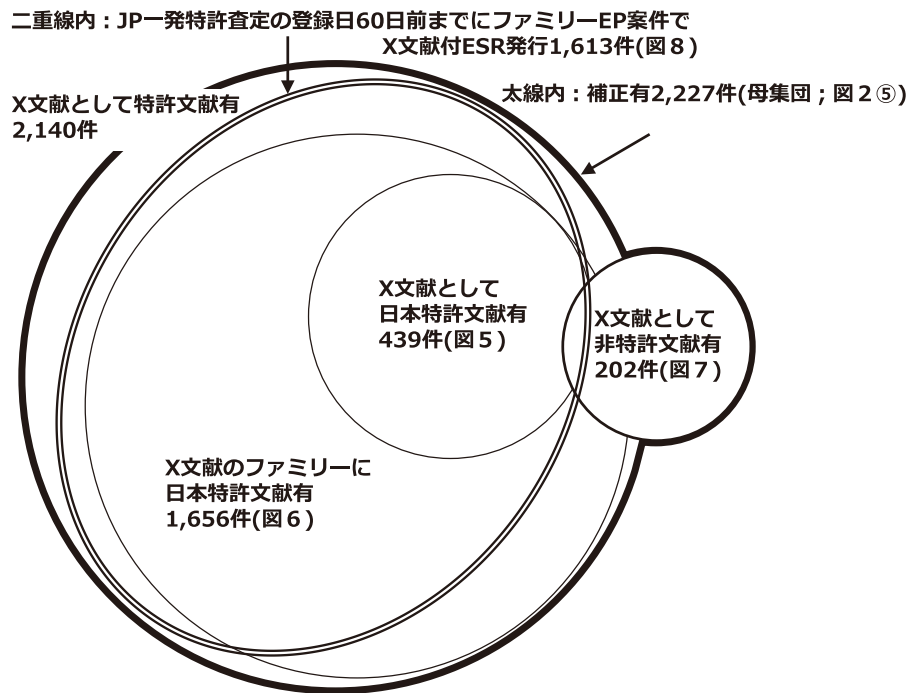 二重線内：JP一発特許査定の登録日60日前までにファミリーEP案件で
X文献付ESR発行1,613件(図８)
太線内：補正有2,227件(母集団；図２⑤)
X文献として特許文献有
2,140件
X文献として
日本特許文献有
439件(図５)
X文献として
非特許文献有
202件(図７)
X文献のファミリーに
日本特許文献有
1,656件(図６)